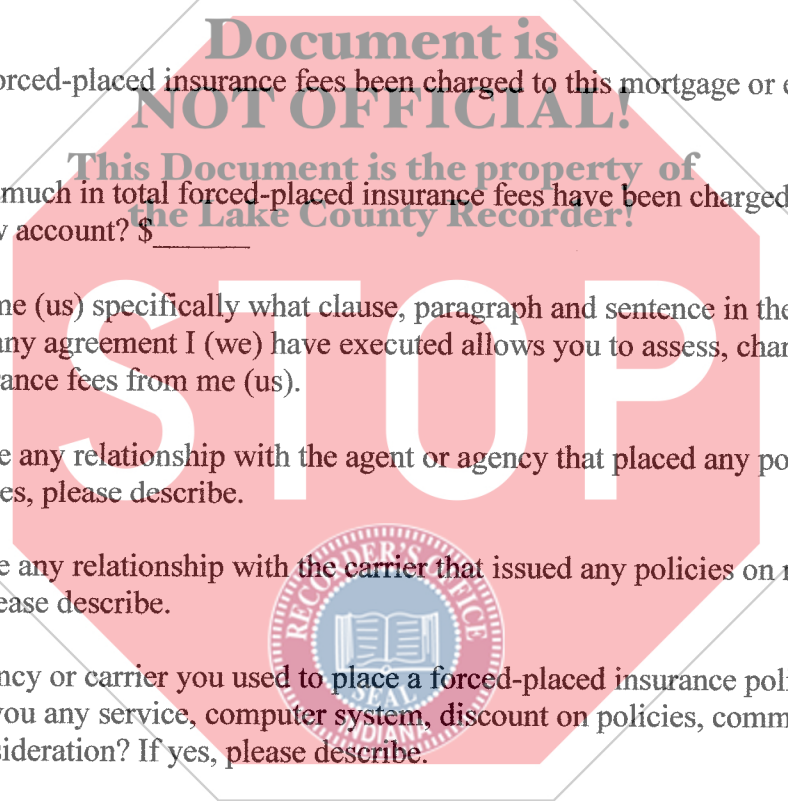 Document is
orced-placed insurance fees been charged to this mortgage or e
NOT OFFICIAL!
This Document is the property of
much in total forced-placed insurance fees have been charged
the Lake County Recorder!
account? $
STOP
me (us) specifically what clause, paragraph and sentence in the
any agreement I (we) have executed allows you to assess, char
rance fees from me (us).
e any relationship with the agent or agency that placed any po
es, please describe.
e any relationship with the carrier that issued any policies on
ease describe.
RECORDER'S OFFICE
ncy or carrier you used to place a forced-placed insurance poli
SEAL
you any service, computer system, discount on policies, comm
INDIANA
sideration? If yes, please describe.